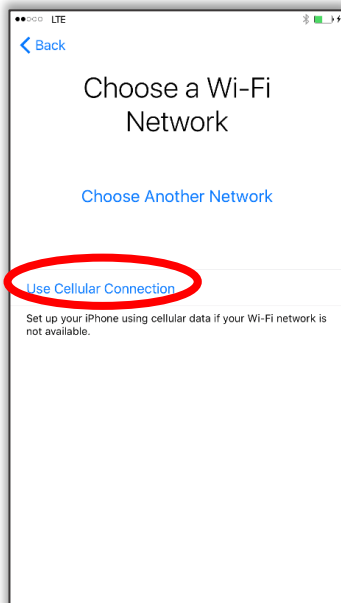 LTE
Back
Choose a Wi-Fi
Network
Choose Another Network
Use Cellular Connection
Set up your iPhone using cellular data if your Wi-Fi network is
not available.